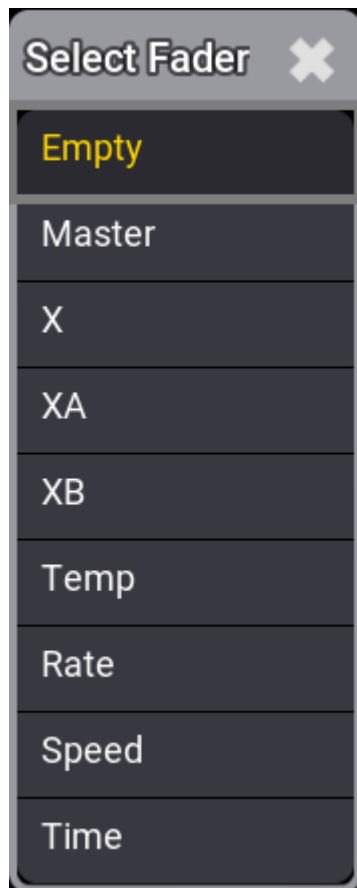 Select Fader
Empty
Master
X
XA
XB
Temp
Rate
Speed
Time